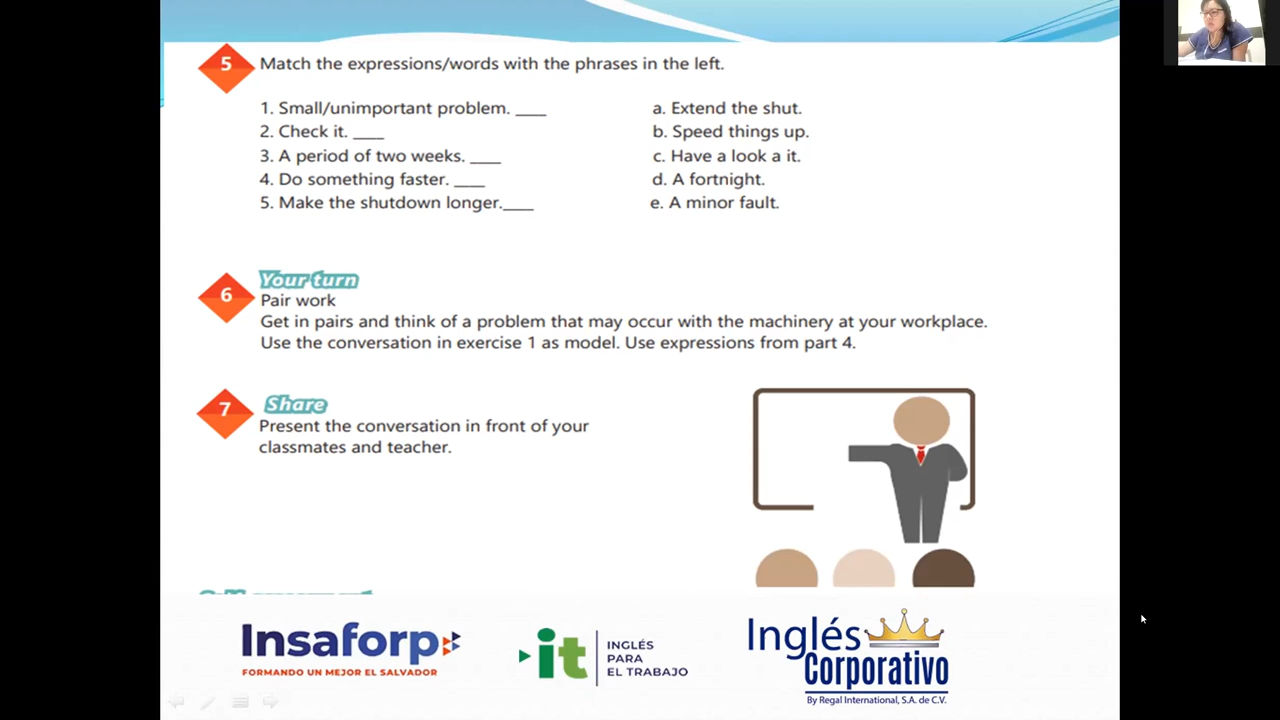 5
Match the expressions/words with the phrases in the left.
1. Small/unimportant problem. ____
2. Check it. ____
3. A period of two weeks. ____
4. Do something faster. ____
5. Make the shutdown longer.____
a. Extend the shut.
b. Speed things up.
c. Have a look a it.
d. A fortnight.
e. A minor fault.
6
Your turn
Pair work
Get in pairs and think of a problem that may occur with the machinery at your workplace.
Use the conversation in exercise 1 as model. Use expressions from part 4.
7
Share
Present the conversation in front of your
classmates and teacher.
Insaforp
FORMANDO UN MEJOR EL SALVADOR
it
INGLÉS
PARA
EL TRABAJO
Inglés
Corporativo
By Regal International, S.A. de C.V.